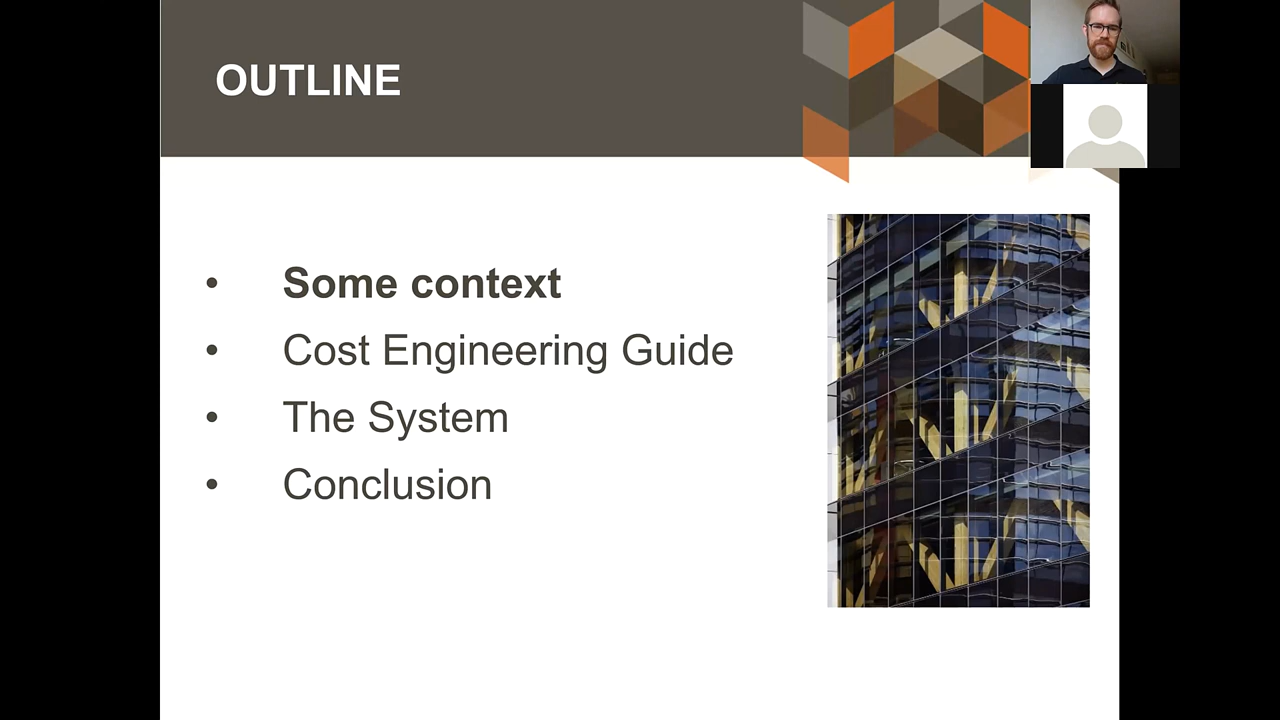 OUTLINE
• Some context
• Cost Engineering Guide
• The System
• Conclusion